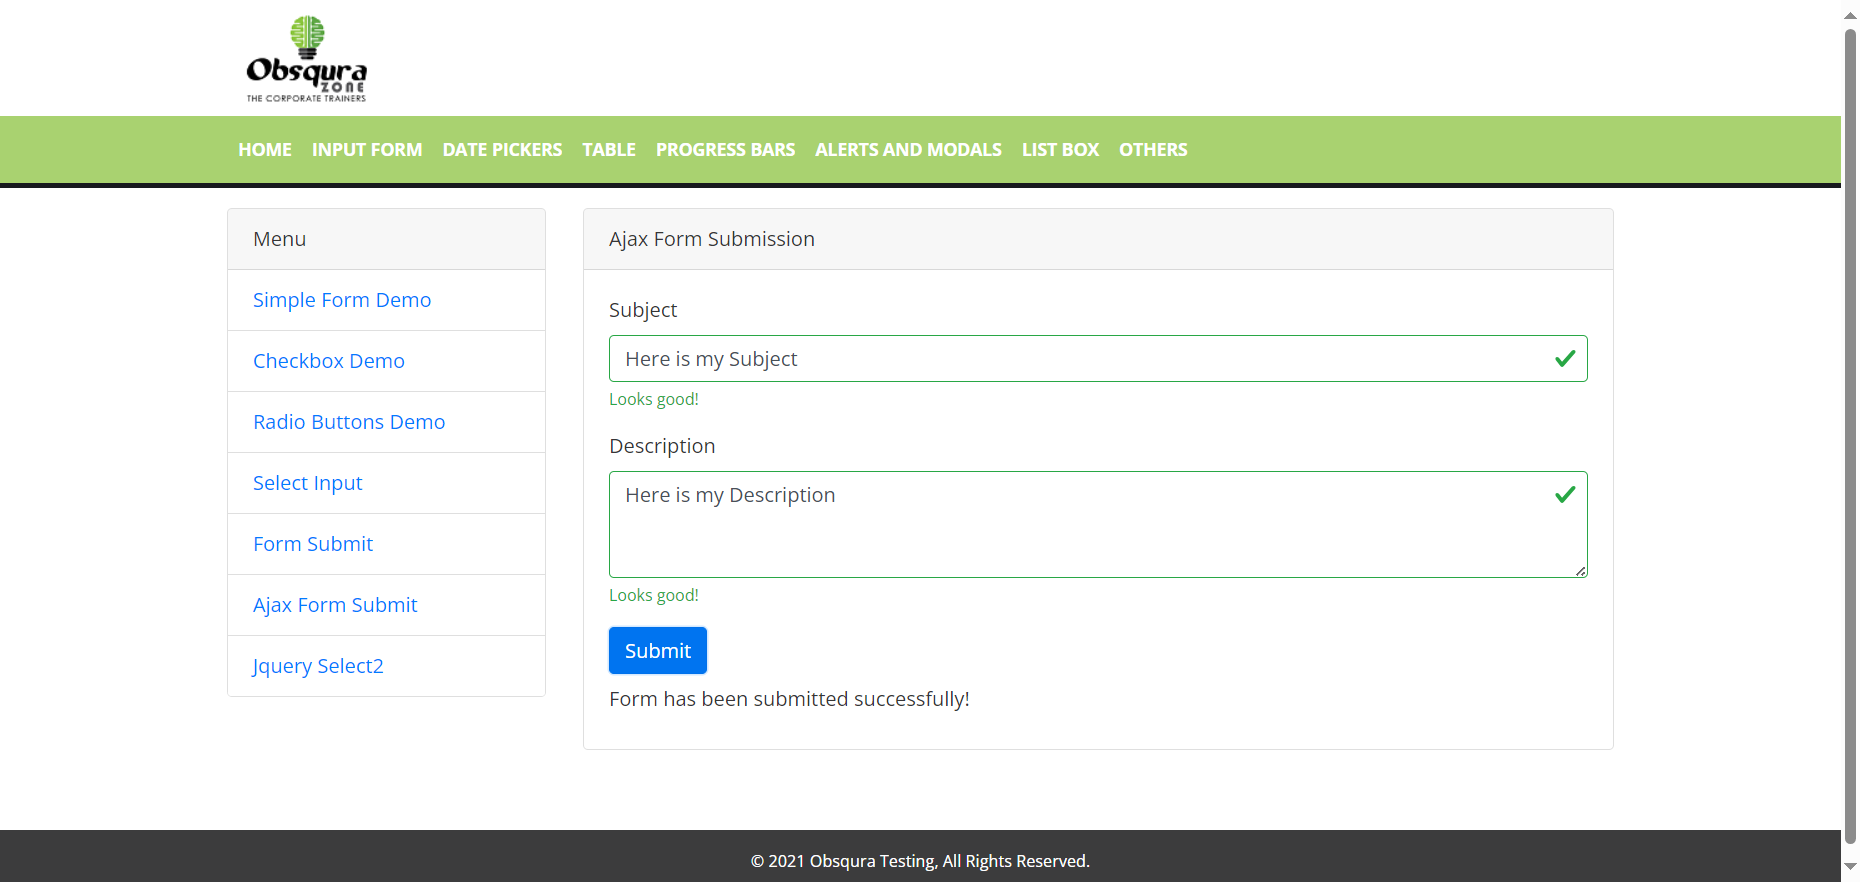 Obsqura
ZONE
THE CORPORATE TRAINERS
HOME INPUT FORM DATE PICKERS TABLE PROGRESS BARS ALERTS AND MODALS LIST BOX OTHERS
Menu
Simple Form Demo
Checkbox Demo
Radio Buttons Demo
Select Input
Form Submit
Ajax Form Submit
Jquery Select2
Ajax Form Submission
Subject
Here is my Subject
Looks good!
Description
Here is my Description
Looks good!
Submit
Form has been submitted successfully!
© 2021 Obsqura Testing, All Rights Reserved.